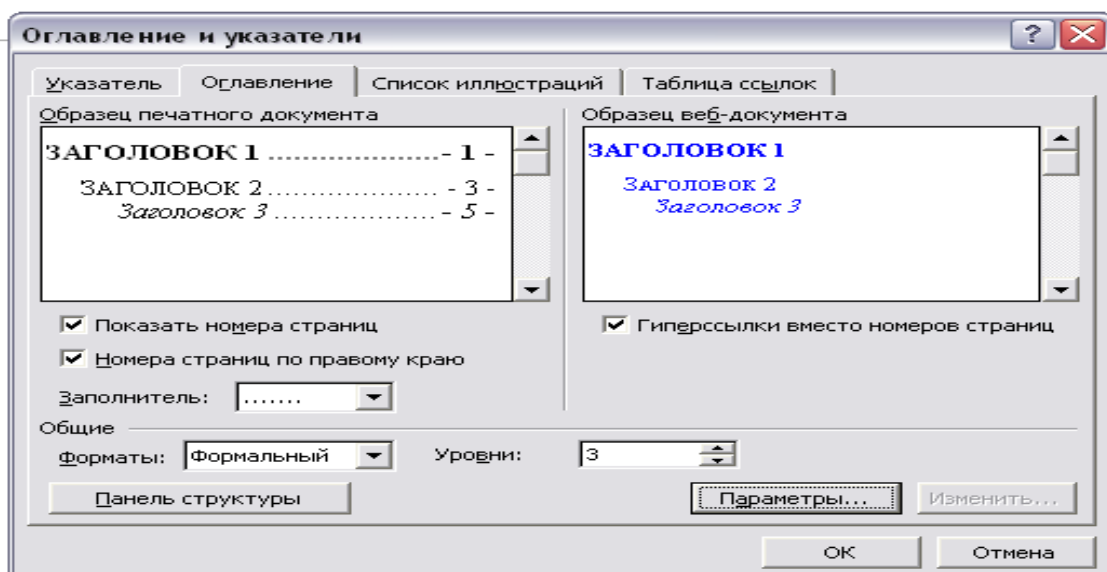 Оглавление и указатели
Указатель Оглавление Список иллюстраций Таблица ссылок
Образец печатного документа
ЗАГОЛОВОК 1 ..................... - 1 -
ЗАГОЛОВОК 2 ..................... - 3 -
Заголовок 3 .................... - 5 -
Образец веб-документа
ЗАГОЛОВОК 1
ЗАГОЛОВОК 2
Заголовок 3
Показать номера страниц
Номера страниц по правому краю
Заполнитель: .......
Гиперссылки вместо номеров страниц
Общие
Форматы: Формальный Уровни: 3
Панель структуры Параметры... Изменить...
ОК Отмена